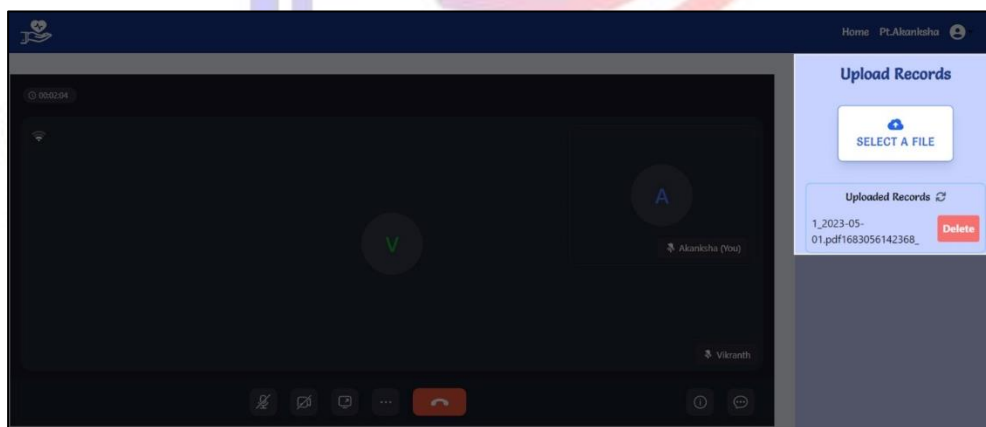 Home Pt.Akanksha
Upload Records
00:02:04
SELECT A FILE
A
Uploaded Records
1_2023-05-
01.pdf1683056142368_
Delete
V
Akanksha (You)
Vikranth